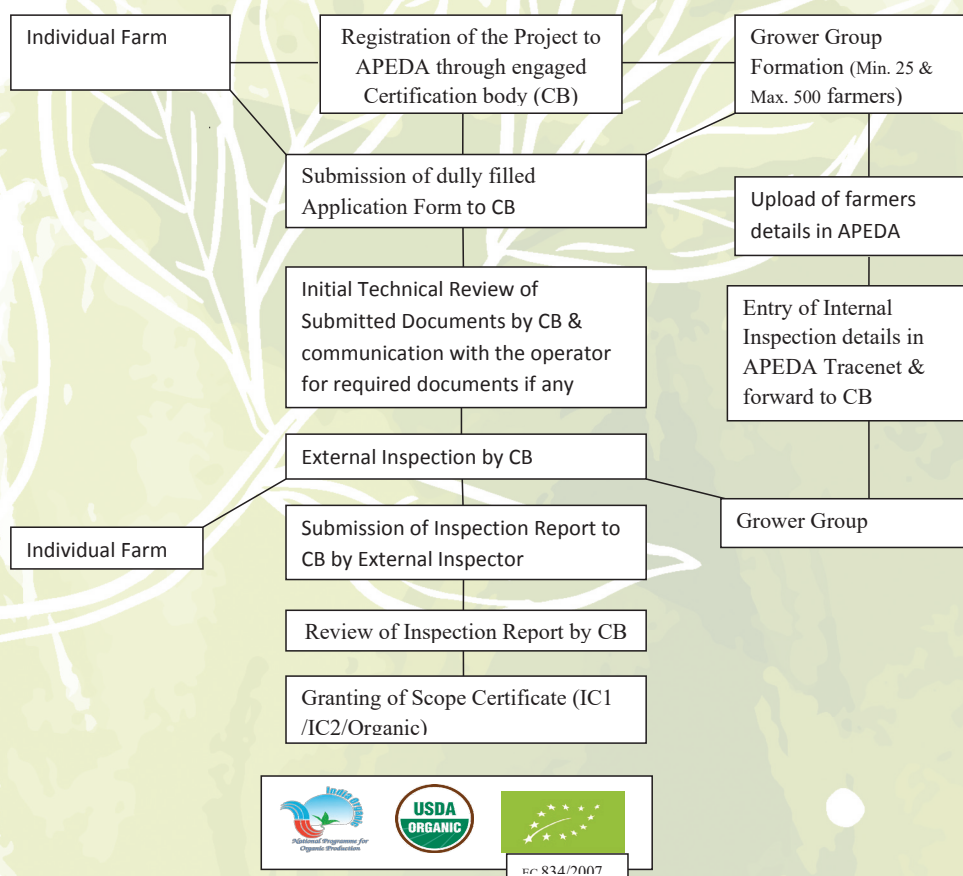 Individual Farm
Registration of the Project to
APEDA through engaged
Certification body (CB)
Grower Group
Formation (Min. 25 &
Max. 500 farmers)
Submission of dully filled
Application Form to CB
Upload of farmers
details in APEDA
Initial Technical Review of
Submitted Documents by CB &
communication with the operator
for required documents if any
Entry of Internal
Inspection details in
APEDA Tracenet &
forward to CB
External Inspection by CB
Individual Farm
Submission of Inspection Report to
CB by External Inspector
Grower Group
Review of Inspection Report by CB
Granting of Scope Certificate (IC1
/IC2/Organic)
India Organic
National Programme for
Organic Production
USDA
ORGANIC
EC 834/2007